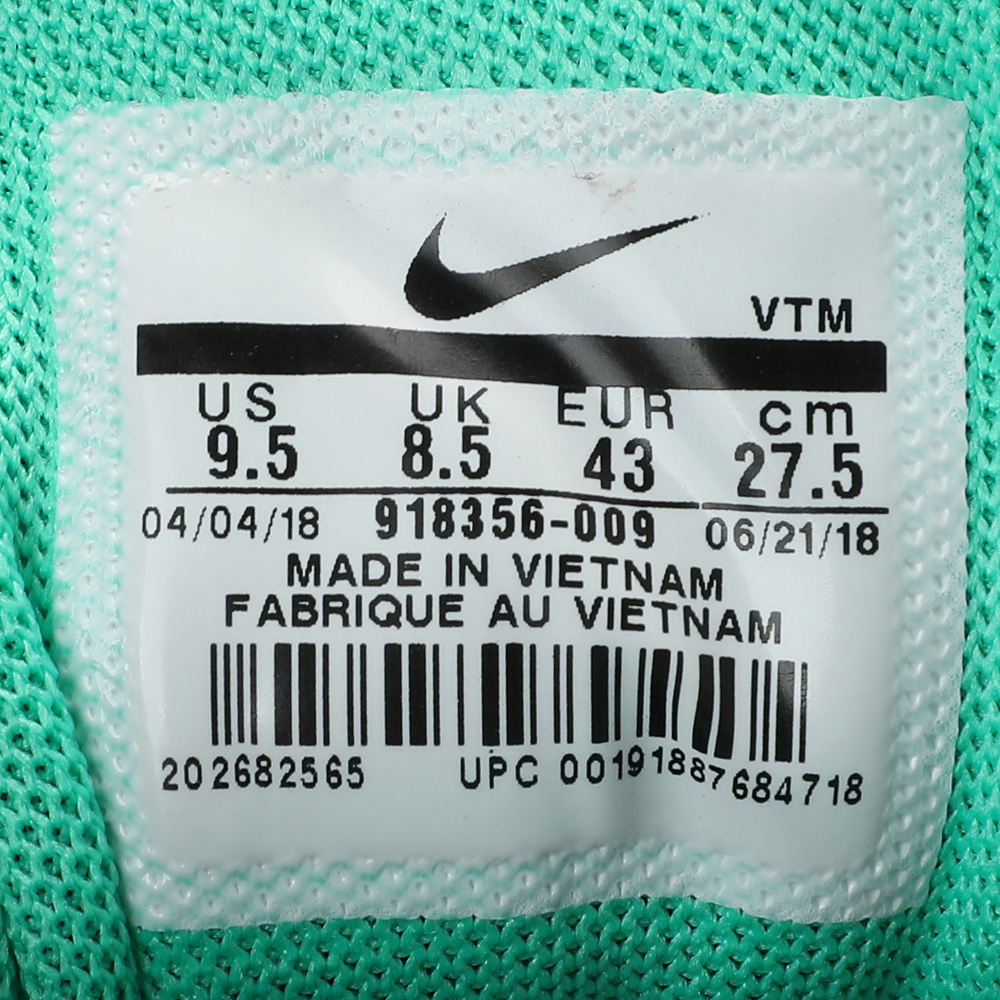 VTM
US UK EUR cm
9.5 8.5 43 27.5
04/04/18 918356-009 06/21/18
MADE IN VIETNAM
FABRIQUE AU VIETNAM
202682565 UPC 00191887684718